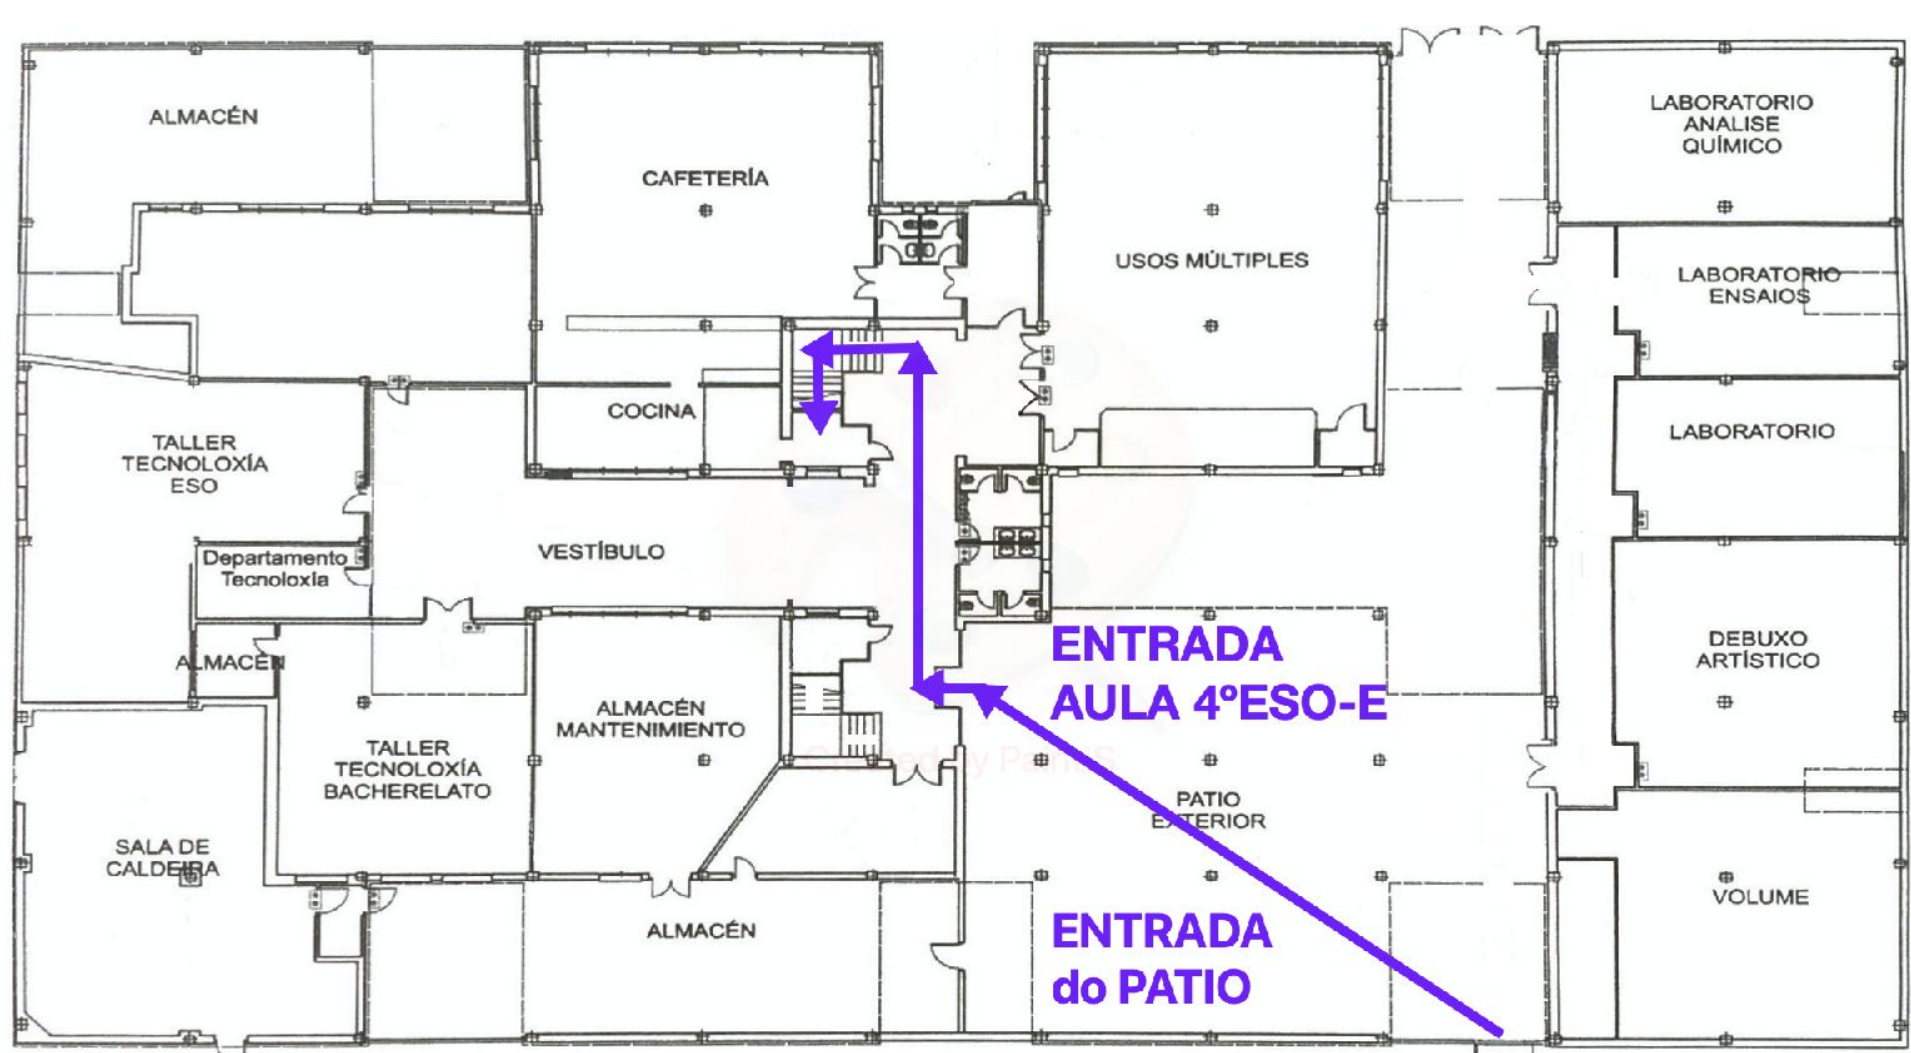 ALMACÉN
CAFETERÍA
USOS MÚLTIPLES
LABORATORIO
ANALISE
QUÍMICO
LABORATORIO
ENSAIOS
COCINA
LABORATORIO
TALLER
TECNOLOXÍA
ESO
Departamento
Tecnoloxía
VESTÍBULO
ALMACÉN
ENTRADA
AULA 4ºESO-E
DEBUXO
ARTÍSTICO
ALMACÉN
MANTENIMIENTO
TALLER
TECNOLOXÍA
BACHERELATO
PATIO
EXTERIOR
SALA DE
CALDEIRA
VOLUME
ALMACÉN
ENTRADA
do PATIO